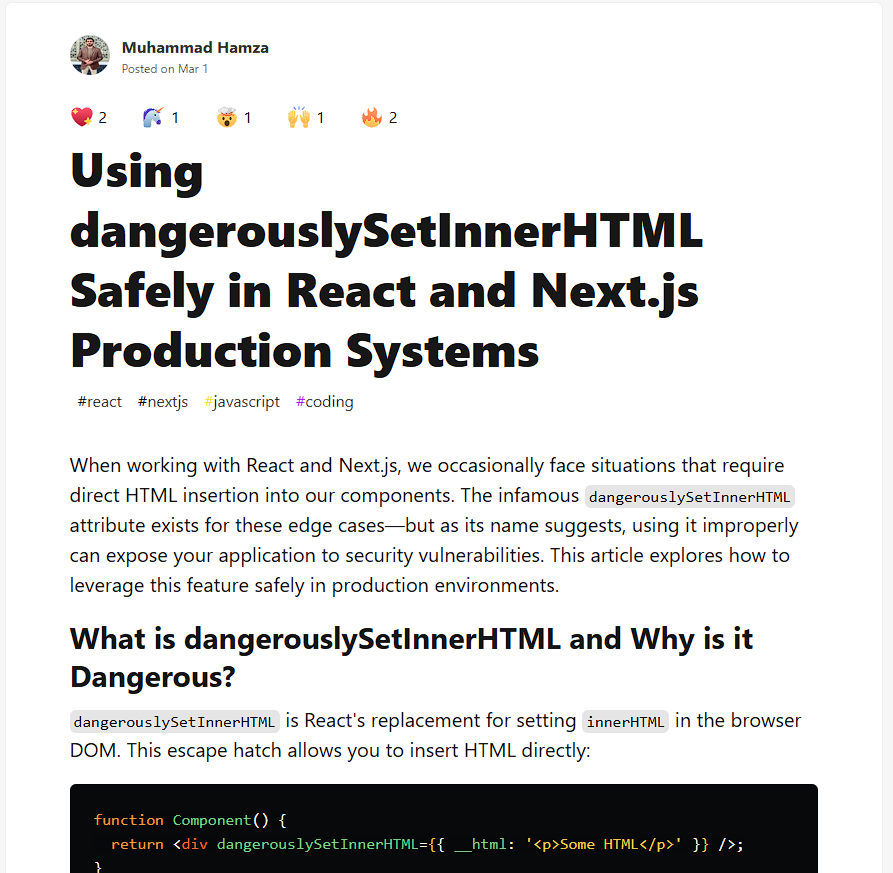 Muhammad Hamza
Posted on Mar 1
2 1 1 1 2
Using
dangerouslySetInnerHTML
Safely in React and Next.js
Production Systems
#react #nextjs #javascript #coding
When working with React and Next.js, we occasionally face situations that require
direct HTML insertion into our components. The infamous dangerouslySetInnerHTML
attribute exists for these edge cases—but as its name suggests, using it improperly
can expose your application to security vulnerabilities. This article explores how to
leverage this feature safely in production environments.
What is dangerouslySetInnerHTML and Why is it
Dangerous?
dangerouslySetInnerHTML is React's replacement for setting innerHTML in the browser
DOM. This escape hatch allows you to insert HTML directly:
function Component() {
  return <div dangerouslySetInnerHTML={{ __html: '<p>Some HTML</p>' }} />;
}